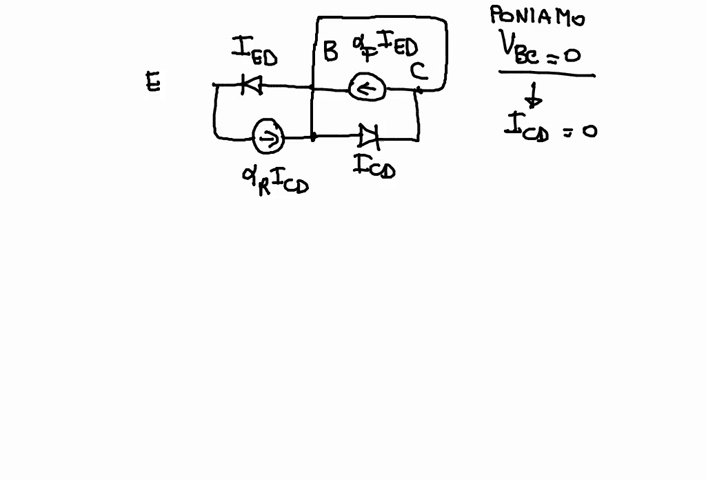 PONIAMO
V_BC = 0
I_CD = 0
I_ED
B α_F I_ED
C
E
α_R I_CD
I_CD